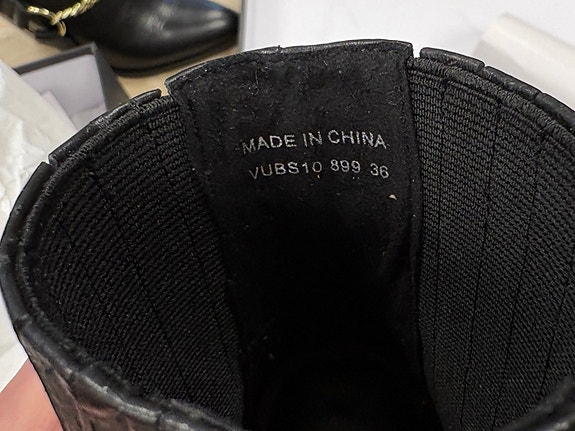 MADE IN CHINA
VUBS10 899 36